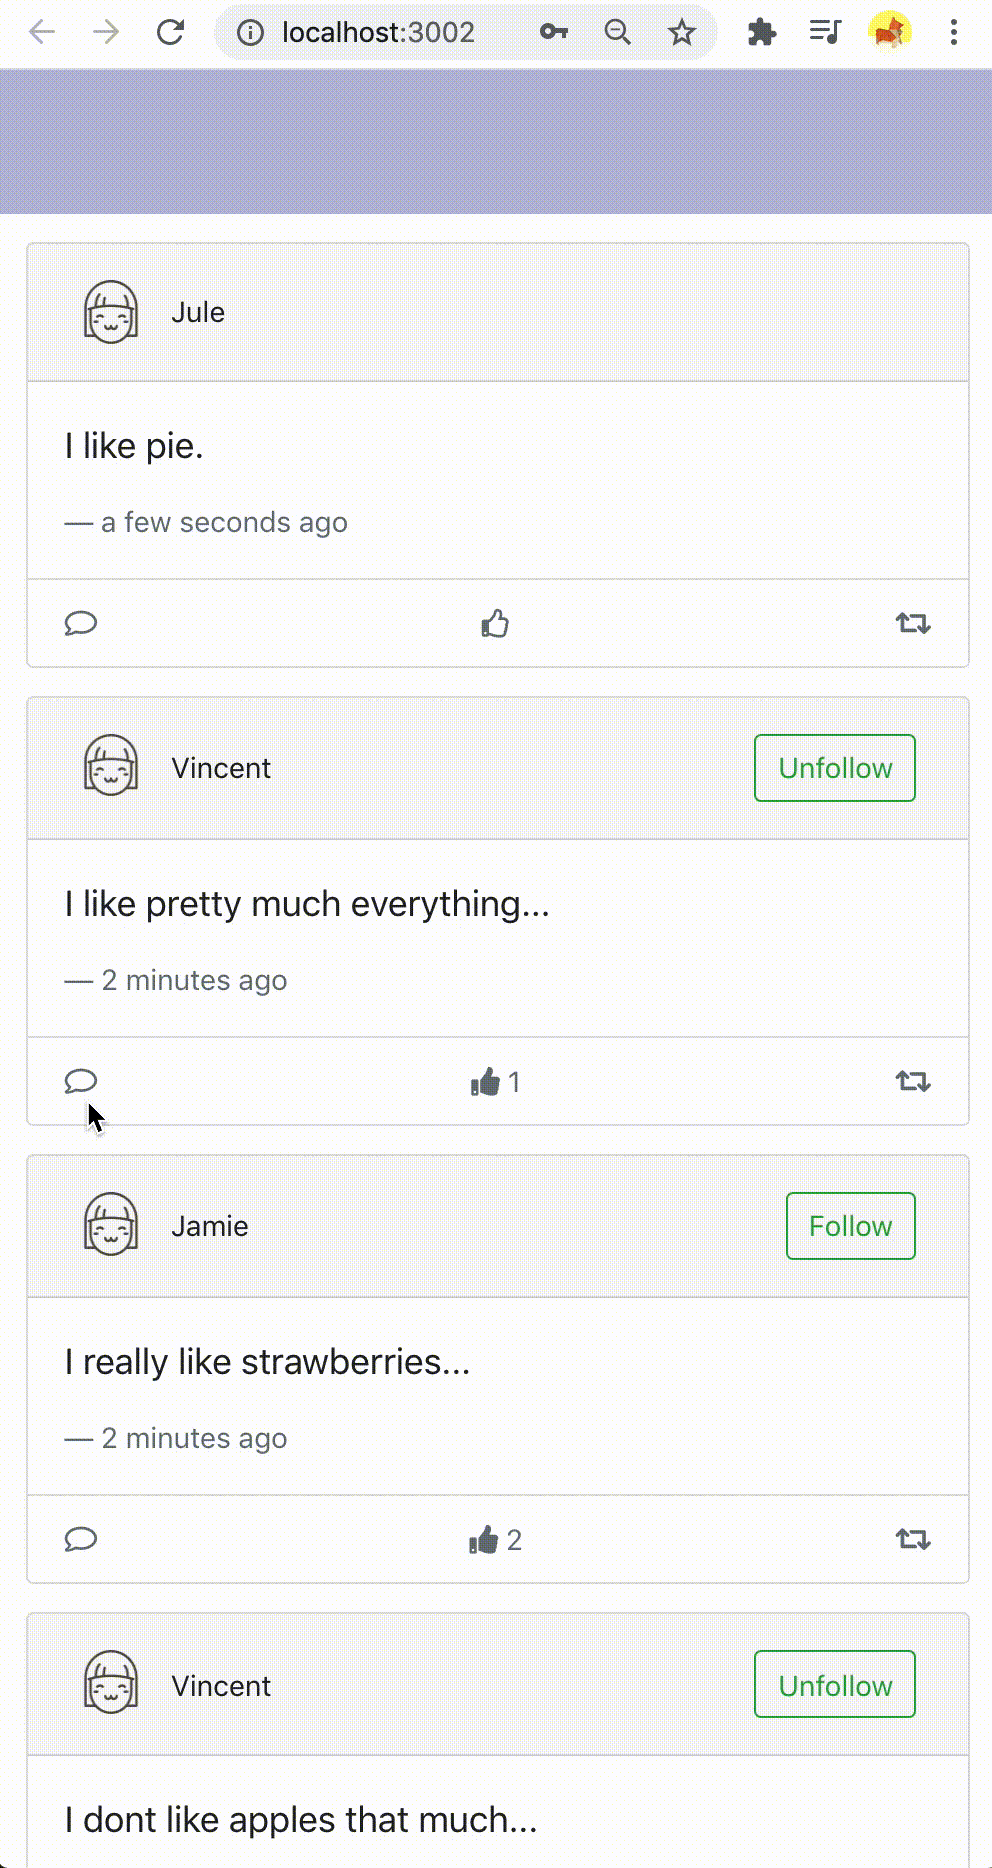 localhost:3002
Jule
I like pie.
— a few seconds ago
Vincent
Unfollow
I like pretty much everything...
— 2 minutes ago
1
Jamie
Follow
I really like strawberries...
— 2 minutes ago
2
Vincent
Unfollow
I dont like apples that much...